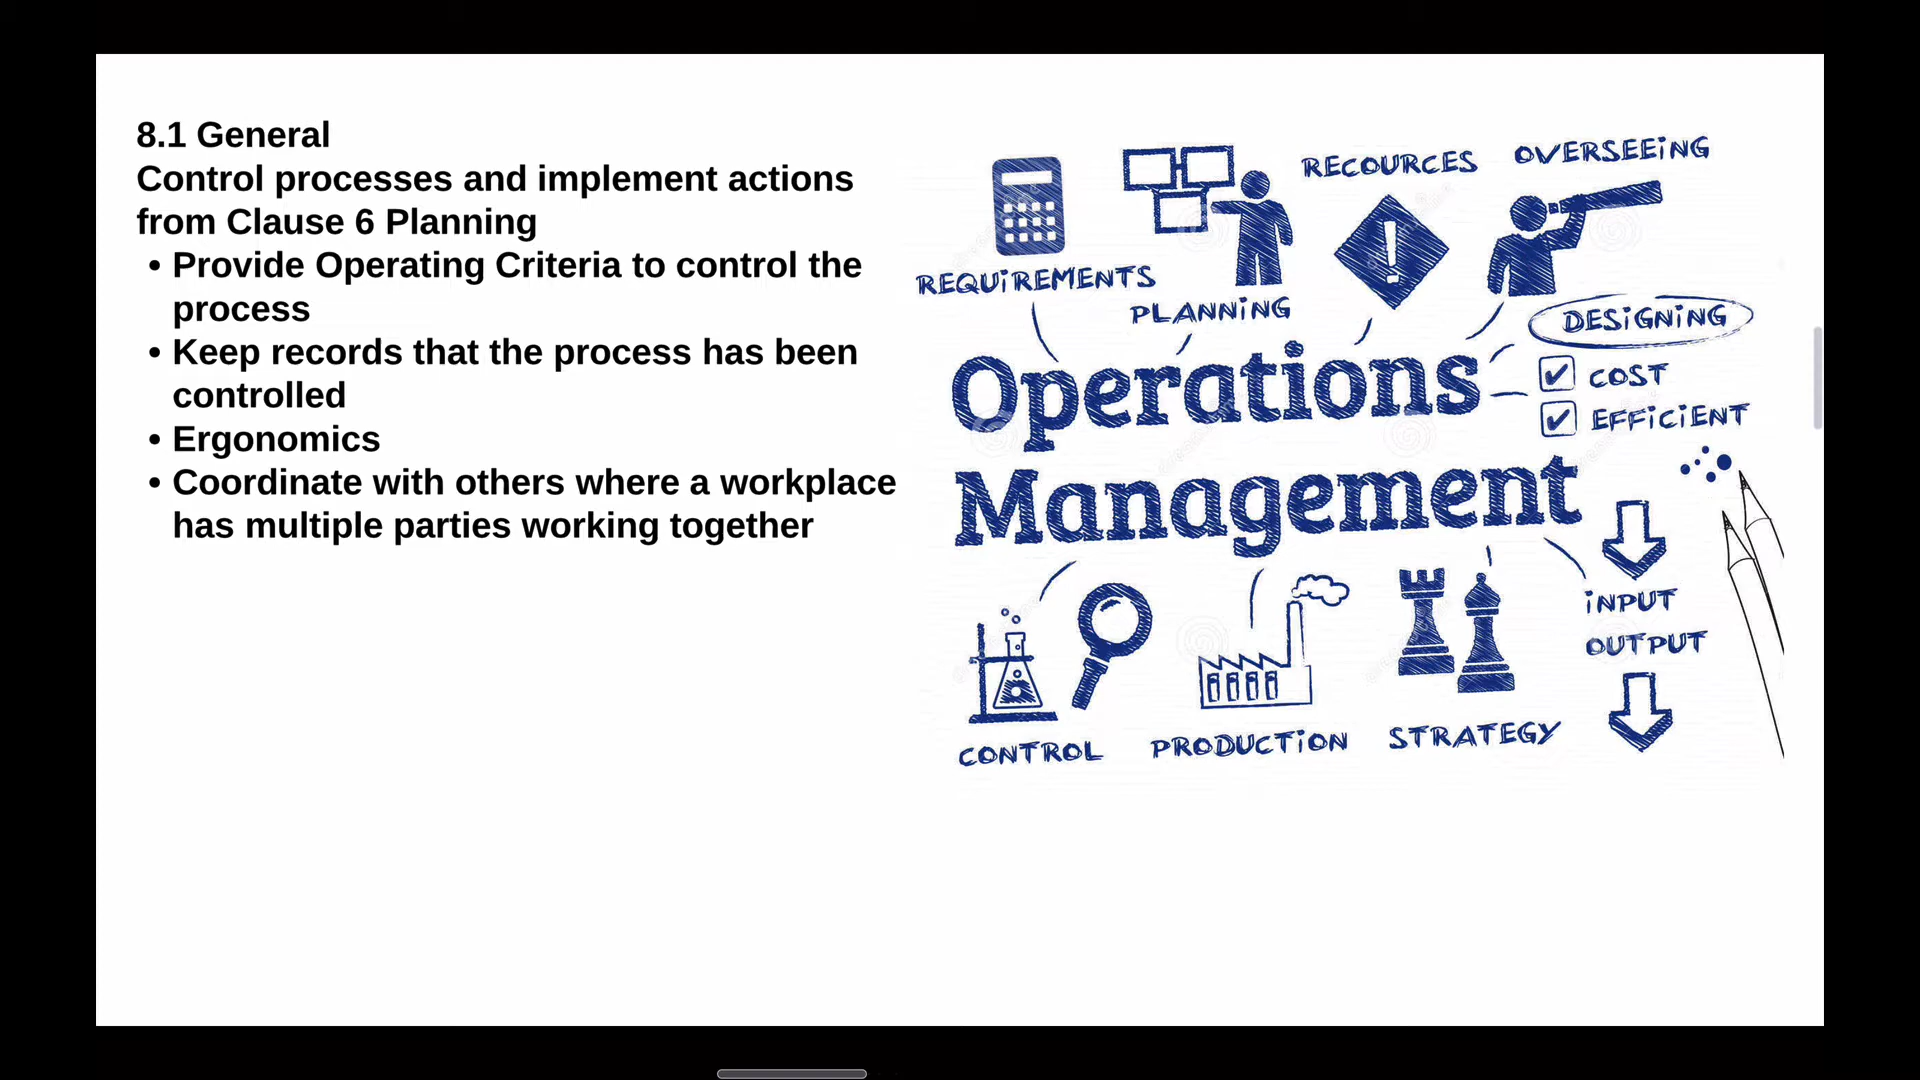 8.1 General
Control processes and implement actions
from Clause 6 Planning
• Provide Operating Criteria to control the
process
• Keep records that the process has been
controlled
• Ergonomics
• Coordinate with others where a workplace
has multiple parties working together
REQUiREMENTS
PLANNiNG
RECOURCES
OVERSEEiNG
DESiGNiNG
COST
EFFiCiENT
Operations
Management
iNPUT
OUTPUT
CONTROL
PRODUCTiON
STRATEGY